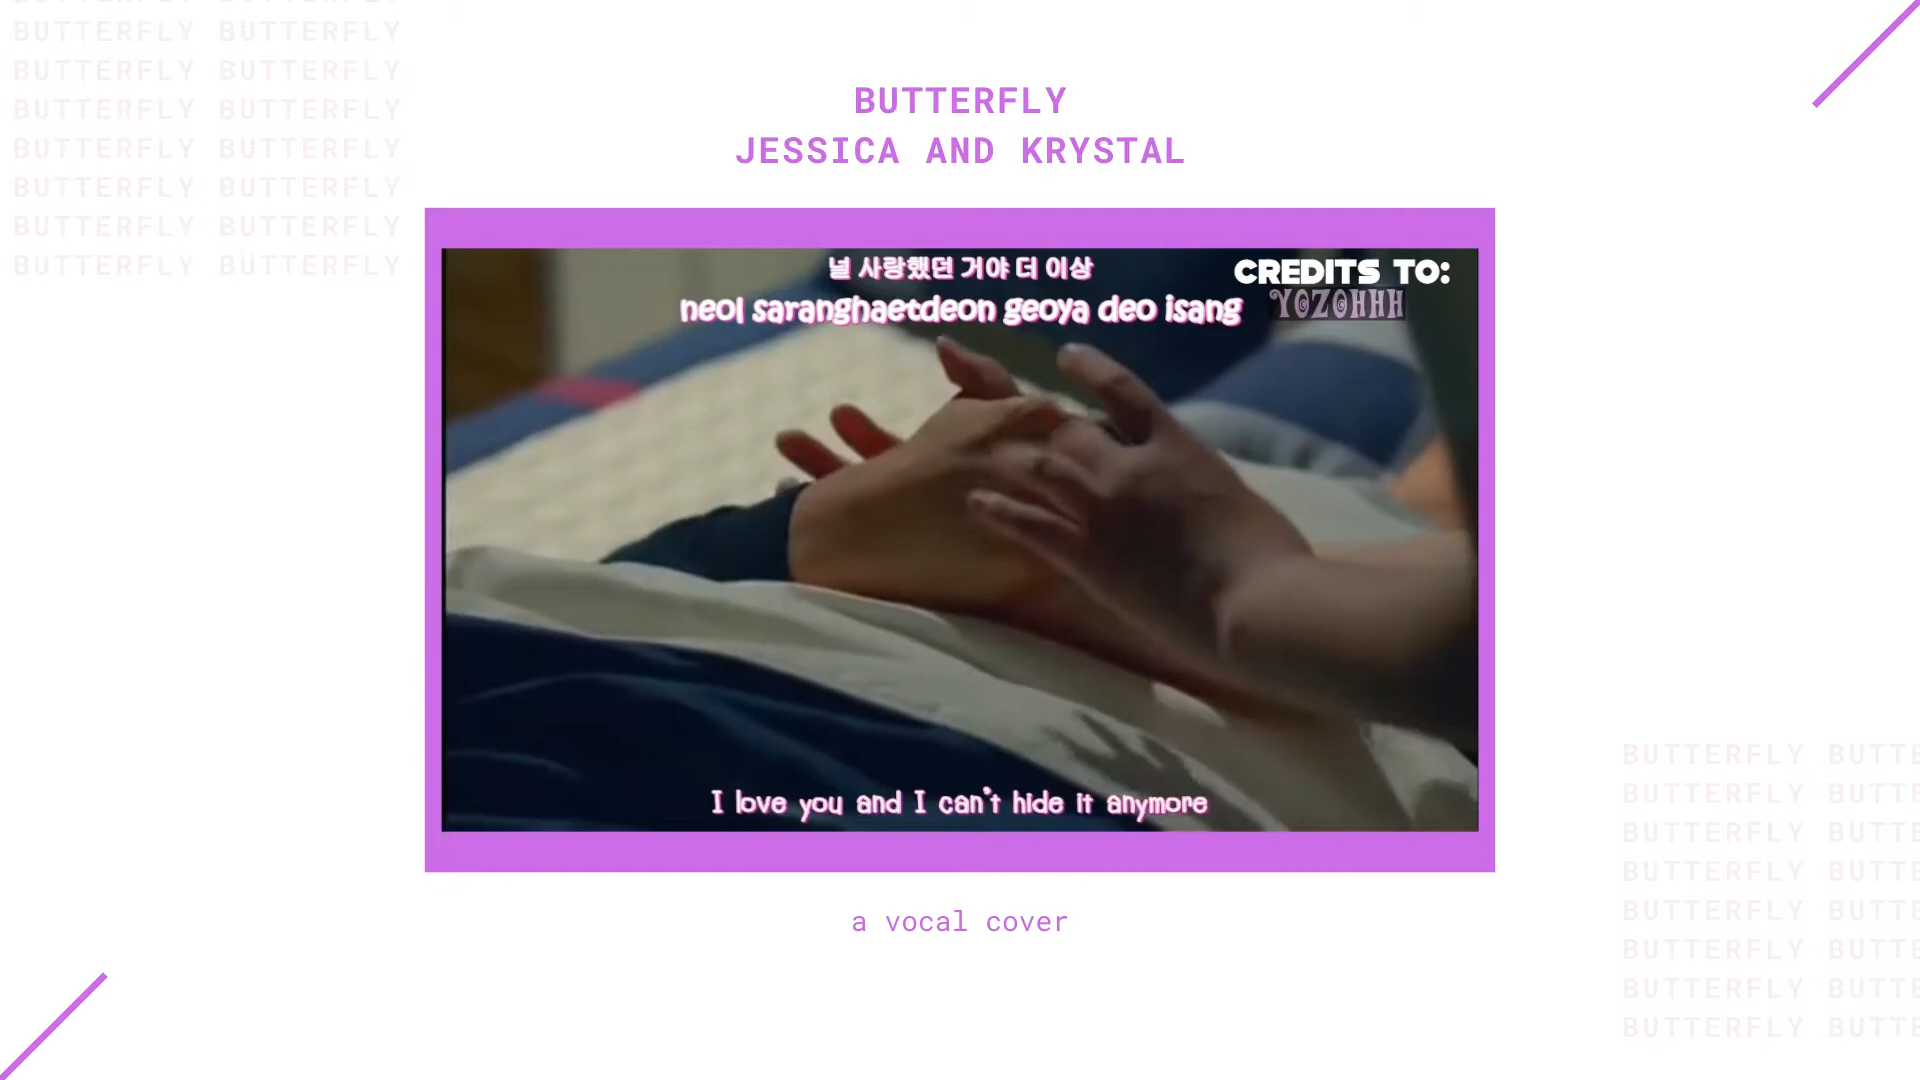 BUTTERFLY BUTTERFLY
BUTTERFLY BUTTERFLY
BUTTERFLY BUTTERFLY
BUTTERFLY BUTTERFLY
BUTTERFLY BUTTERFLY
BUTTERFLY BUTTERFLY
BUTTERFLY BUTTERFLY
BUTTERFLY
JESSICA AND KRYSTAL
널 사랑했던 거야 더 이상
neol saranghaetdeon geoya deo isang
CREDITS TO:
YOZOHHH
I love you and I can't hide it anymore
a vocal cover
BUTTERFLY BUTTE
BUTTERFLY BUTTE
BUTTERFLY BUTTE
BUTTERFLY BUTTE
BUTTERFLY BUTTE
BUTTERFLY BUTTE
BUTTERFLY BUTTE
BUTTERFLY BUTTE